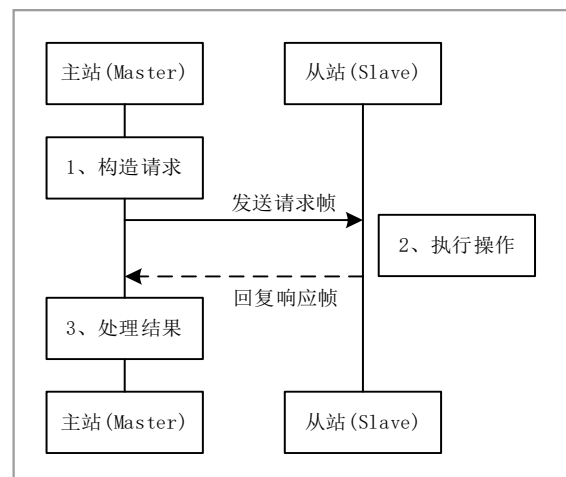 主站(Master)
从站(Slave)
1、构造请求
发送请求帧
2、执行操作
回复响应帧
3、处理结果
主站(Master)
从站(Slave)